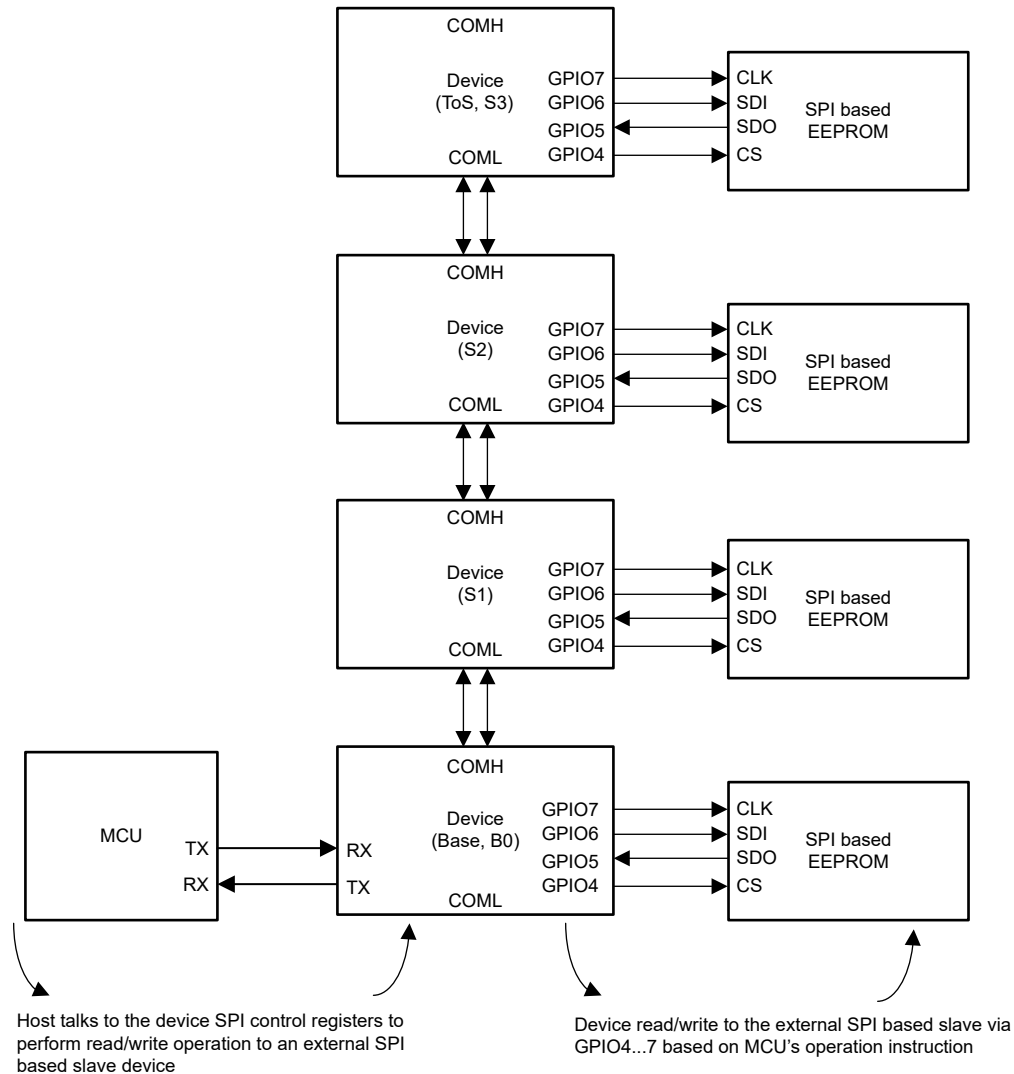 COMH
Device
(ToS, S3)
COML
GPIO7
GPIO6
GPIO5
GPIO4
CLK
SDI
SDO
CS
SPI based
EEPROM
COMH
Device
(S2)
COML
GPIO7
GPIO6
GPIO5
GPIO4
CLK
SDI
SDO
CS
SPI based
EEPROM
COMH
Device
(S1)
COML
GPIO7
GPIO6
GPIO5
GPIO4
CLK
SDI
SDO
CS
SPI based
EEPROM
MCU
TX
RX
COMH
RX
TX
Device
(Base, B0)
COML
GPIO7
GPIO6
GPIO5
GPIO4
CLK
SDI
SDO
CS
SPI based
EEPROM
Host talks to the device SPI control registers to
perform read/write operation to an external SPI
based slave device
Device read/write to the external SPI based slave via
GPIO4...7 based on MCU’s operation instruction